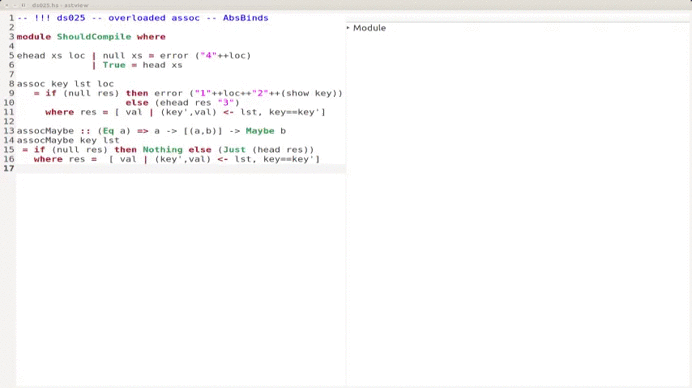 ds025.hs - astview
1 -- !!! ds025 -- overloaded assoc -- AbsBinds
2
3 module ShouldCompile where
4
5 ehead xs loc | null xs = error ("4"++loc)
6              | True = head xs
7
8 assoc key lst loc
9    = if (null res) then error ("1"++loc++"2"++(show key))
10                    else (ehead res "3")
11      where res = [ val | (key',val) <- lst, key==key']
12
13 assocMaybe :: (Eq a) => a -> [(a,b)] -> Maybe b
14 assocMaybe key lst
15  = if (null res) then Nothing else (Just (head res))
16    where res =  [ val | (key',val) <- lst, key==key']
17
Module